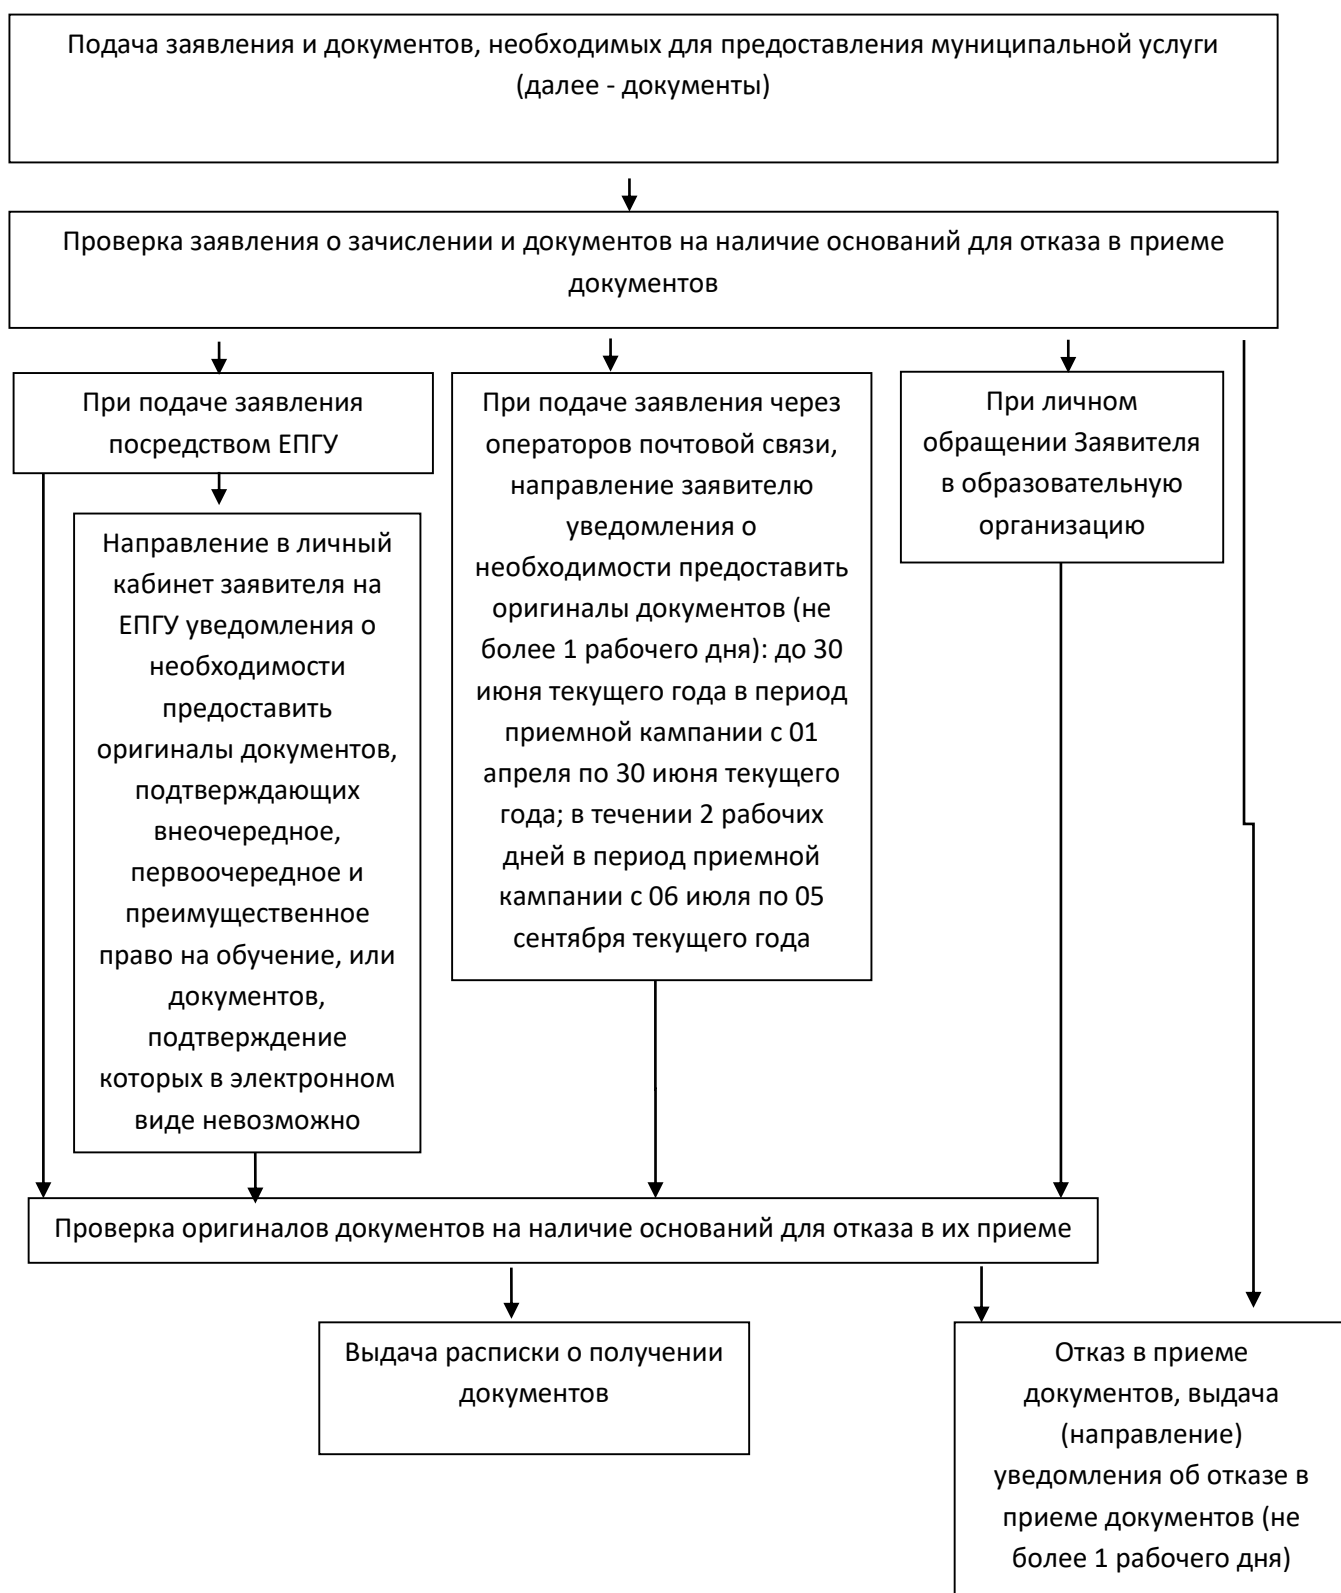 Подача заявления и документов, необходимых для предоставления муниципальной услуги
(далее - документы)
Проверка заявления о зачислении и документов на наличие оснований для отказа в приеме
документов
При подаче заявления
посредством ЕПГУ
Направление в личный
кабинет заявителя на
ЕПГУ уведомления о
необходимости
предоставить
оригиналы документов,
подтверждающих
внеочередное,
первоочередное и
преимущественное
право на обучение, или
документов,
подтверждение
которых в электронном
виде невозможно
При подаче заявления через
операторов почтовой связи,
направление заявителю
уведомления о
необходимости предоставить
оригиналы документов (не
более 1 рабочего дня): до 30
июня текущего года в период
приемной кампании с 01
апреля по 30 июня текущего
года; в течении 2 рабочих
дней в период приемной
кампании с 06 июля по 05
сентября текущего года
При личном
обращении Заявителя
в образовательную
организацию
Проверка оригиналов документов на наличие оснований для отказа в их приеме
Выдача расписки о получении
документов
Отказ в приеме
документов, выдача
(направление)
уведомления об отказе в
приеме документов (не
более 1 рабочего дня)